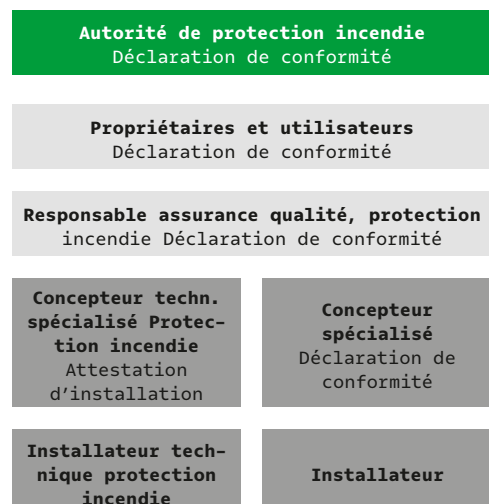 Autorité de protection incendie
Déclaration de conformité
Propriétaires et utilisateurs
Déclaration de conformité
Responsable assurance qualité, protection
incendie Déclaration de conformité
Concepteur techn.
spécialisé Protec-
tion incendie
Attestation
d'installation
Concepteur
spécialisé
Déclaration de
conformité
Installateur tech-
nique protection
incendie
Installateur